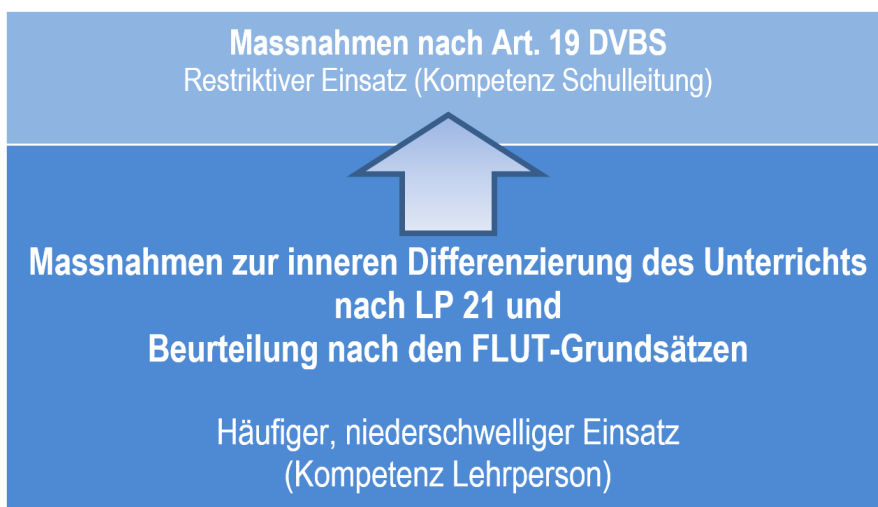 Massnahmen nach Art. 19 DVBS
Restriktiver Einsatz (Kompetenz Schulleitung)
Massnahmen zur inneren Differenzierung des Unterrichts
nach LP 21 und
Beurteilung nach den FLUT-Grundsätzen
Häufiger, niederschwelliger Einsatz
(Kompetenz Lehrperson)